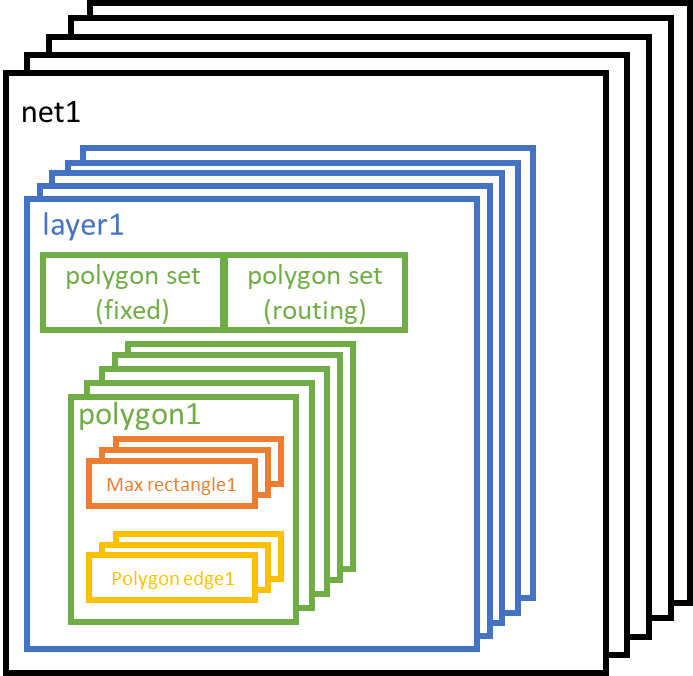 net1
layer1
polygon set
(fixed)
polygon set
(routing)
polygon1
Max rectangle1
Polygon edge1